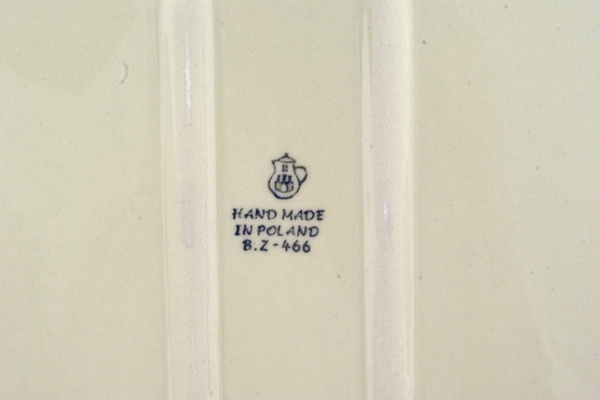 B
HAND MADE
IN POLAND
B.Z-466